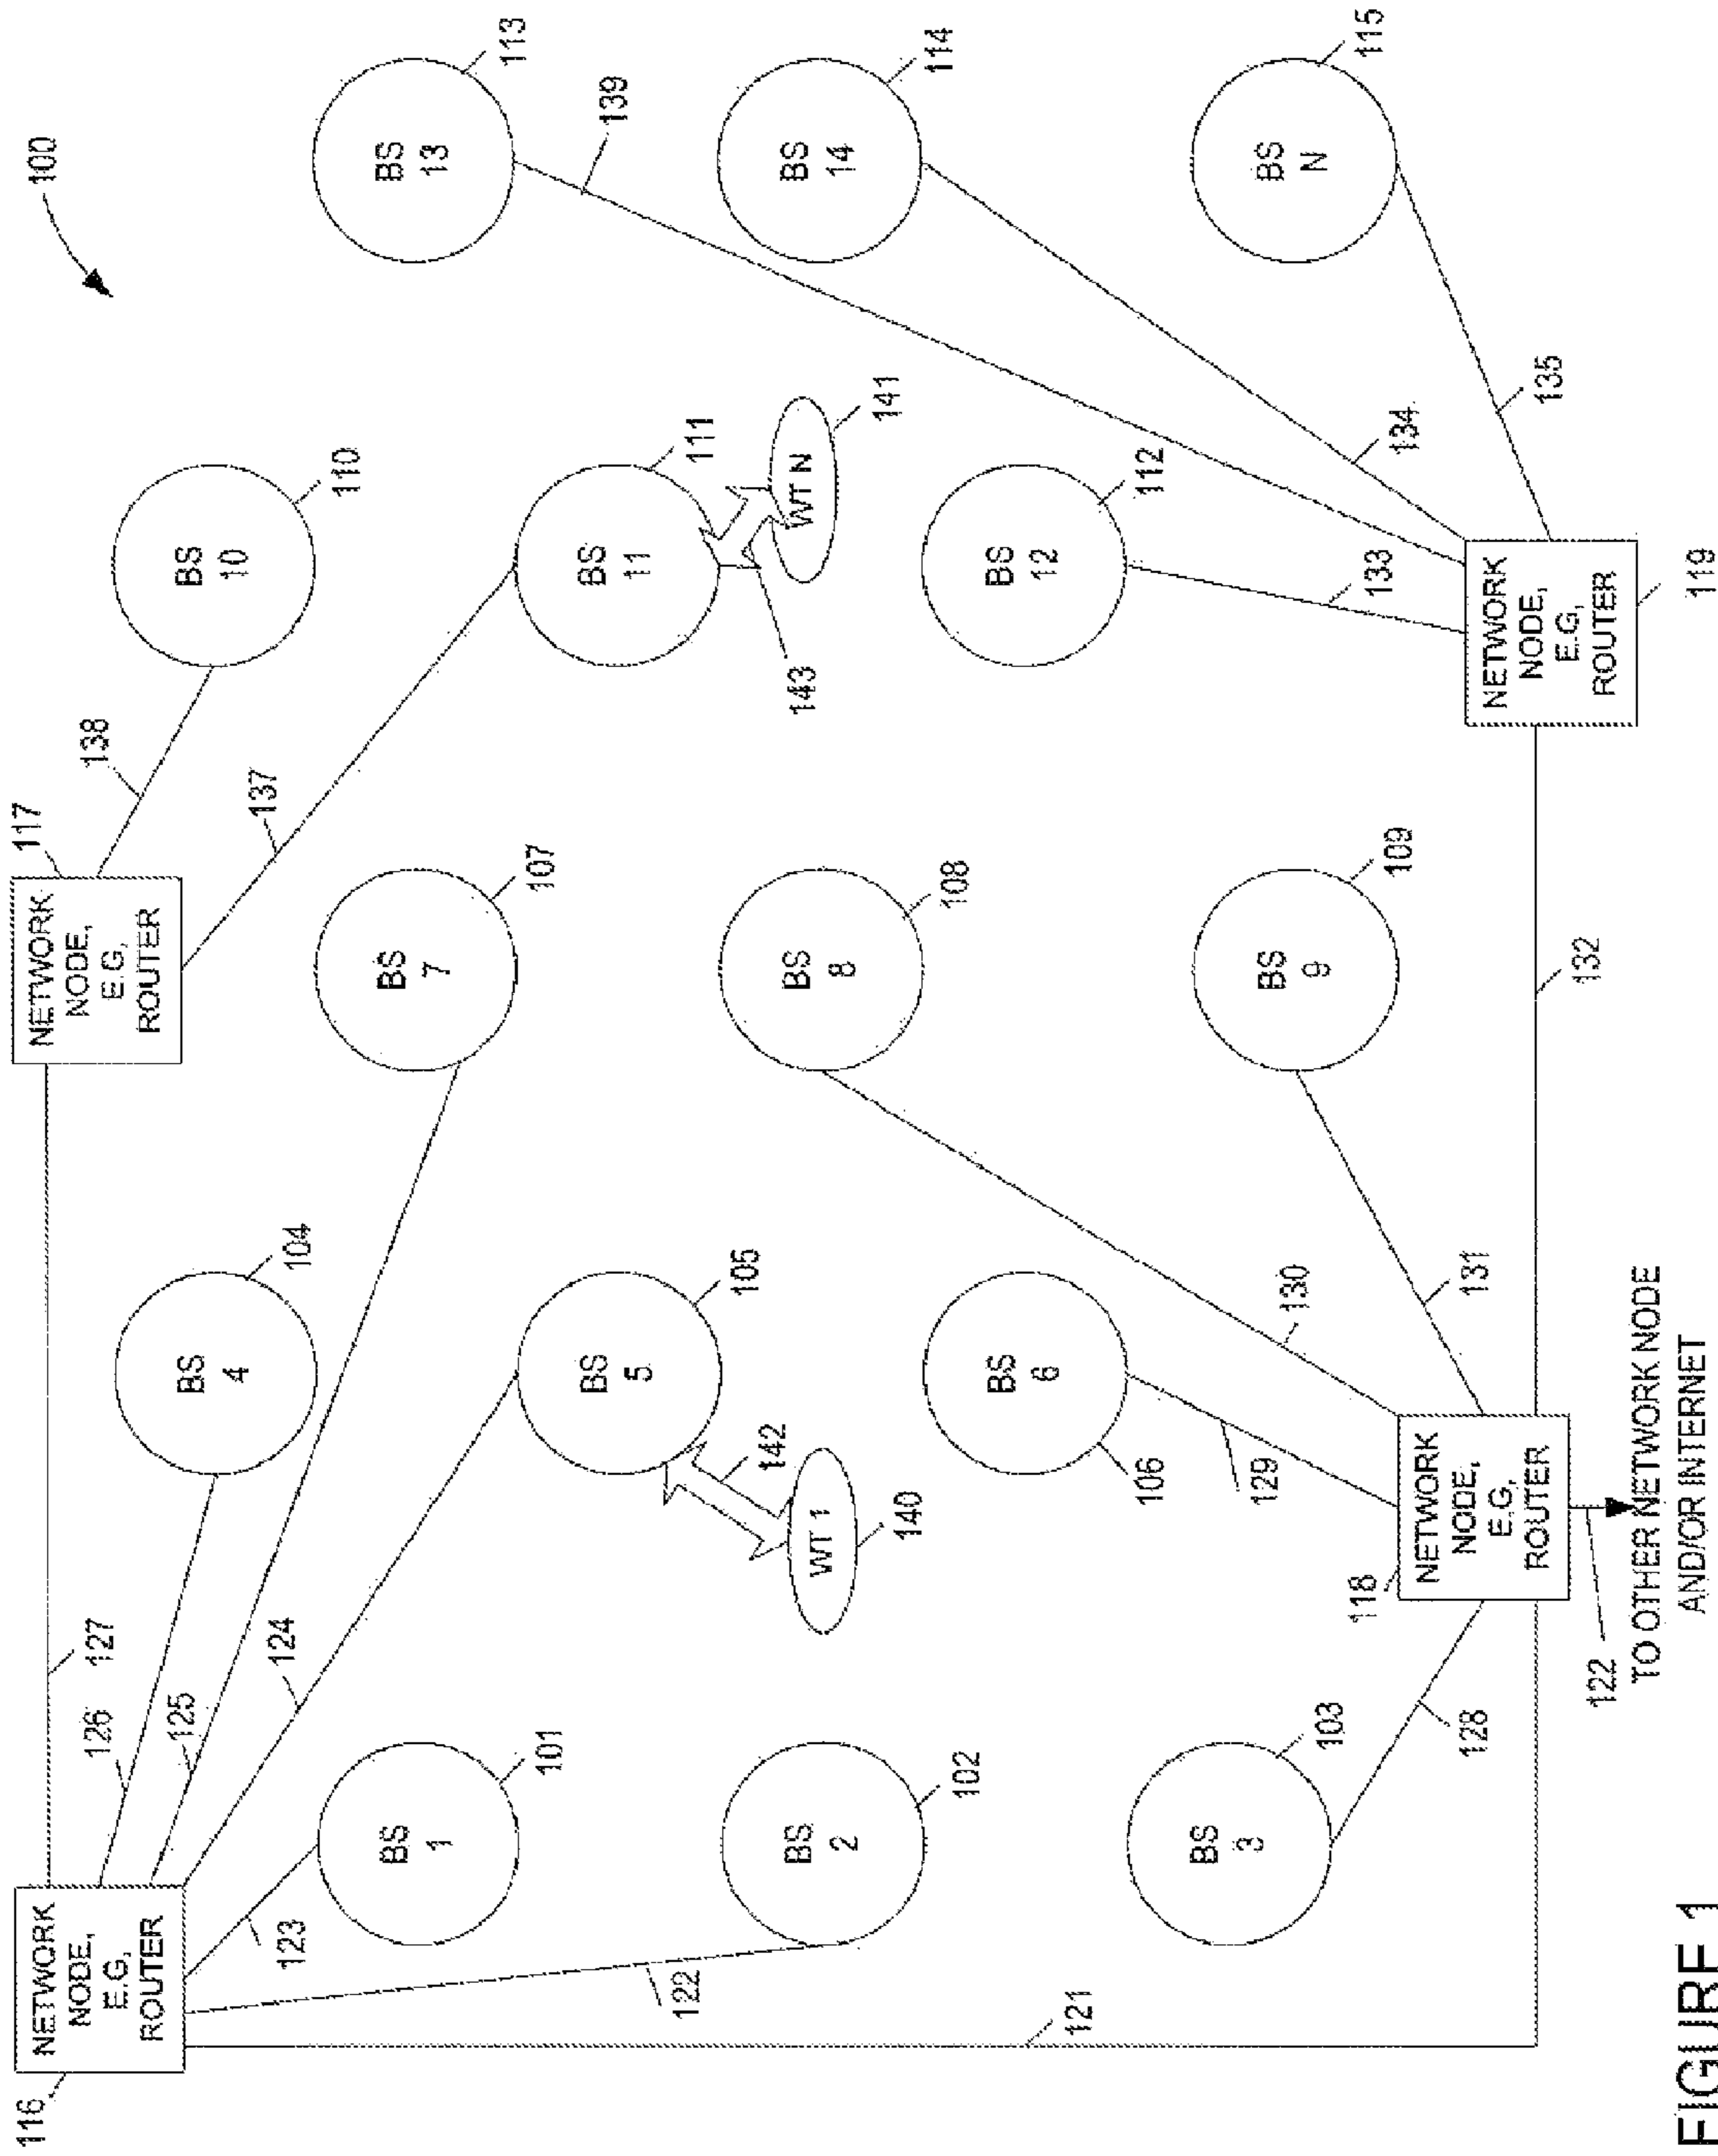 100
116
NETWORK
NODE,
E.G,
ROUTER
127
117
NETWORK
NODE,
E.G,
ROUTER
138
137
126
125
124
123
122
121
BS
4
104
BS
10
110
BS
1
101
BS
7
107
BS
13
113
139
BS
5
105
142
WT 1
140
BS
11
111
143
WT N
141
BS
2
102
BS
8
108
BS
14
114
BS
6
106
129
130
BS
12
112
133
134
BS
3
103
128
BS
9
109
131
BS
N
115
135
118
NETWORK
NODE,
E.G,
ROUTER
132
NETWORK
NODE,
E.G,
ROUTER
119
122
TO OTHER NETWORK NODE
AND/OR INTERNET
FIGURE 1